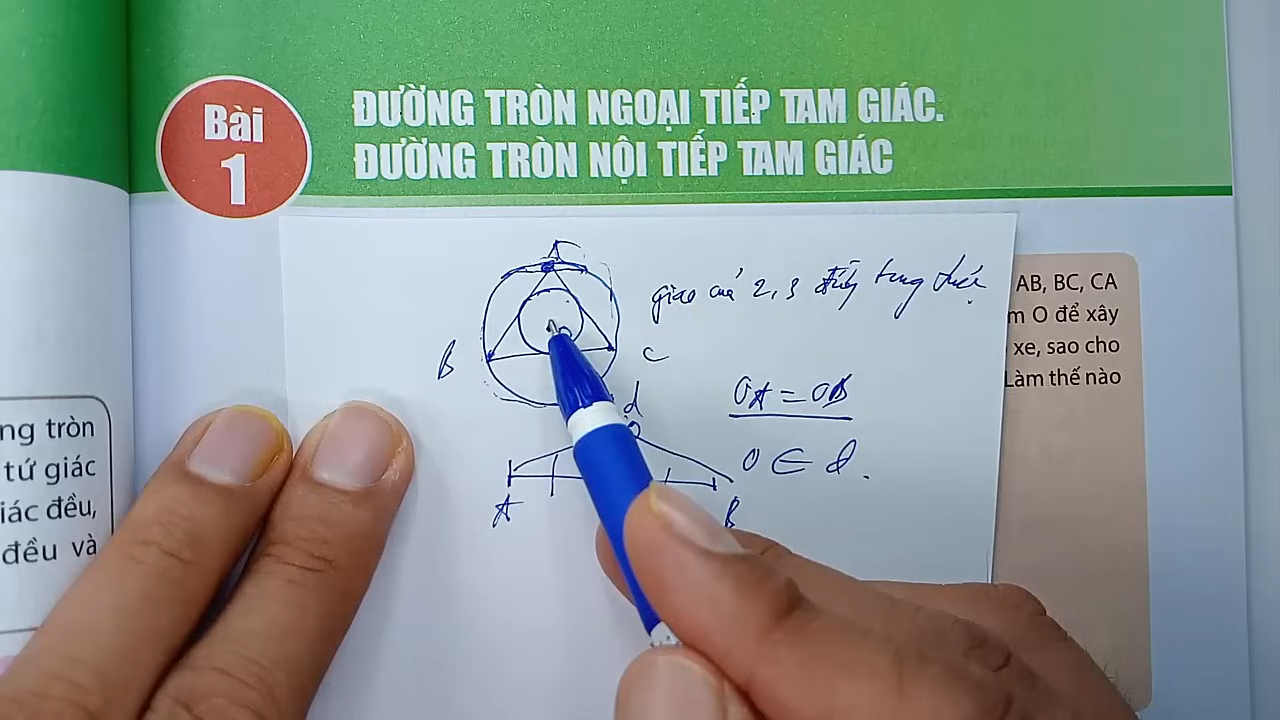 Bài
1
ĐƯỜNG TRÒN NGOẠI TIẾP TAM GIÁC.
ĐƯỜNG TRÒN NỘI TIẾP TAM GIÁC
A
B
C
giao của 2, 3 đường trung trực
d
O
A
B
OA = OB
O ∈ d.
AB, BC, CA
m O để xây
xe, sao cho
Làm thế nào
ng tròn
tứ giác
iác đều,
đều và